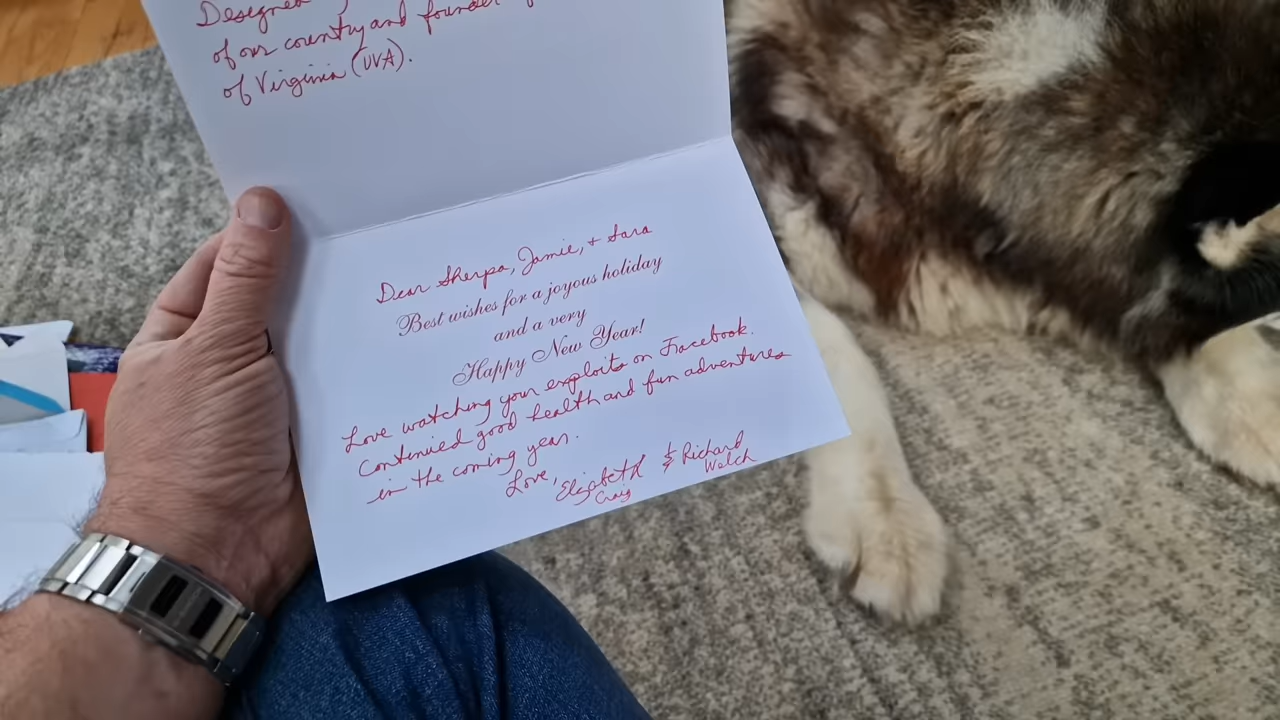 Designed
of our country and founder
of Virginia (UVA).
Dear Sherpa, Jamie, + Sara
Best wishes for a joyous holiday
and a very
Happy New Year!
Love watching your exploits on Facebook.
Continued good health and fun adventures
in the coming year.
Love, Elizabeth & Richard
Craig Welch